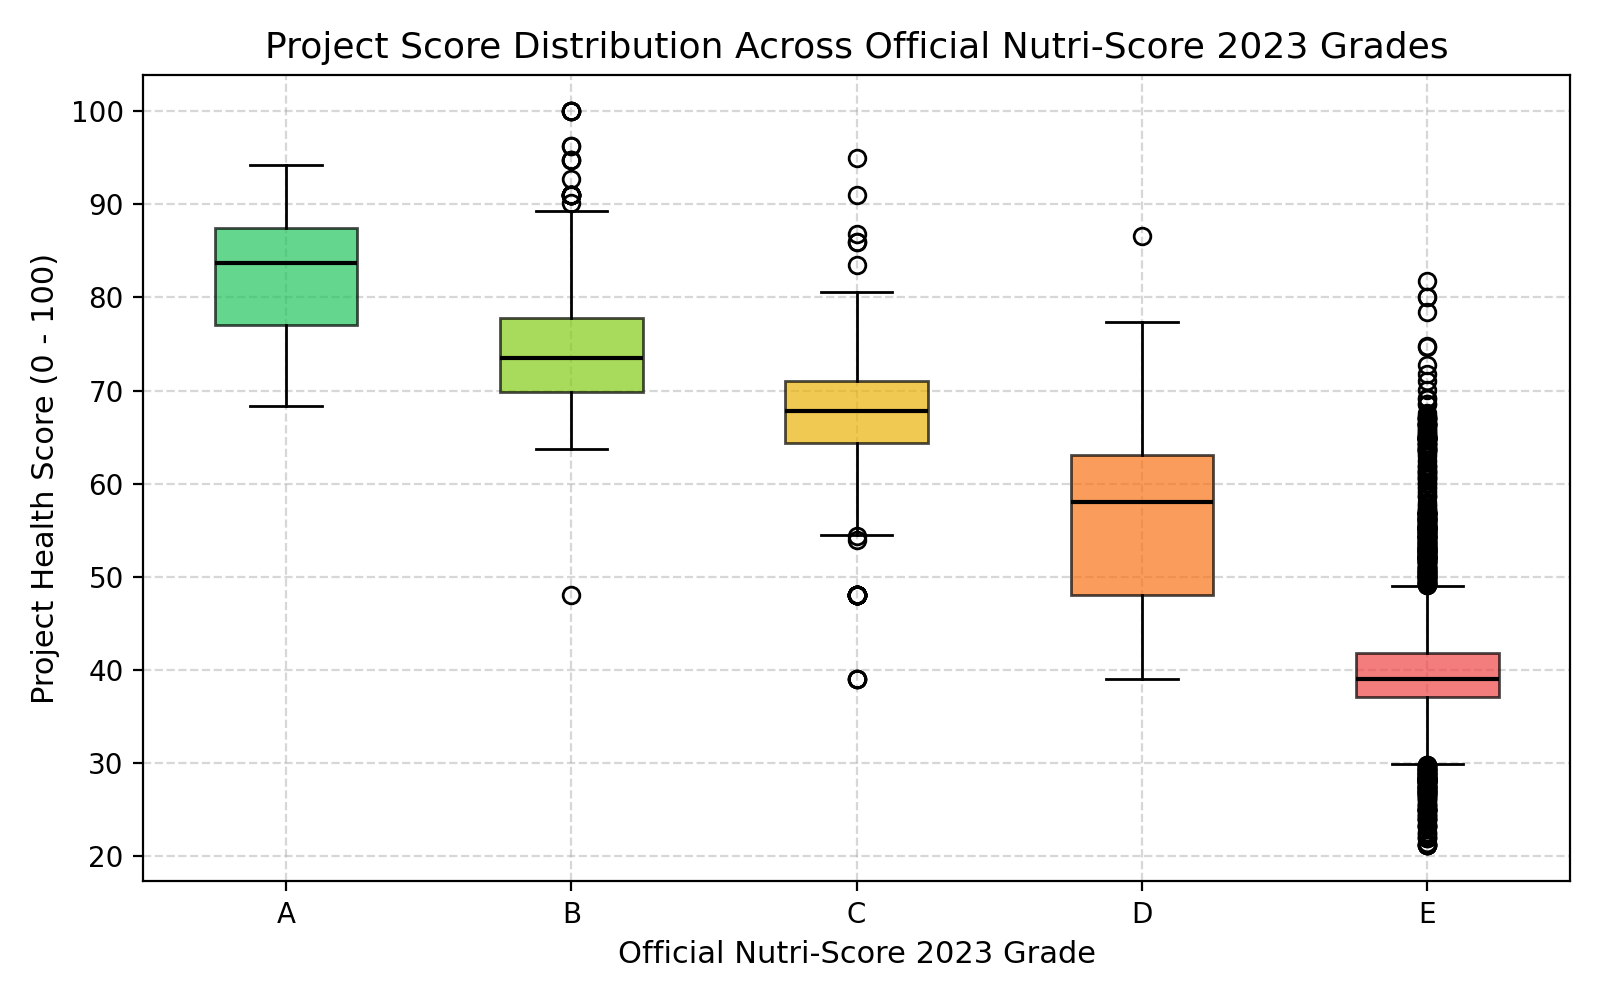 Project Score Distribution Across Official Nutri-Score 2023 Grades
Project Health Score (0 - 100)
100
90
80
70
60
50
40
30
20
A
B
C
D
E
Official Nutri-Score 2023 Grade